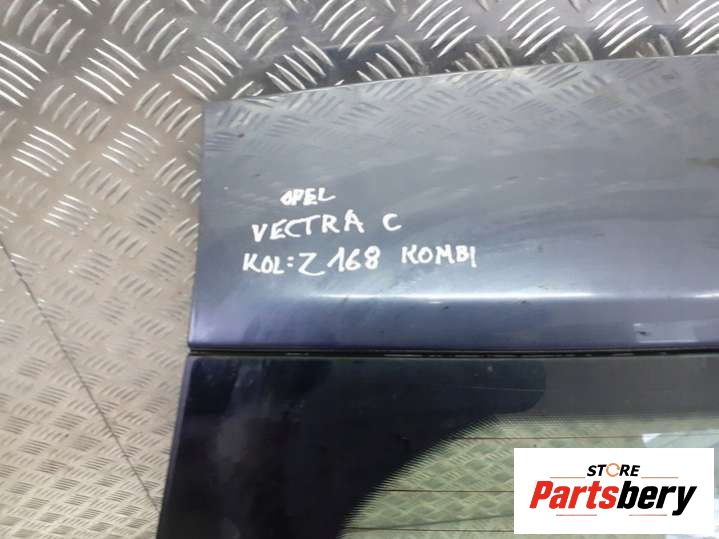 OPEL
VECTRA C
KOL: Z 168 KOMBI
STORE
Partsbery